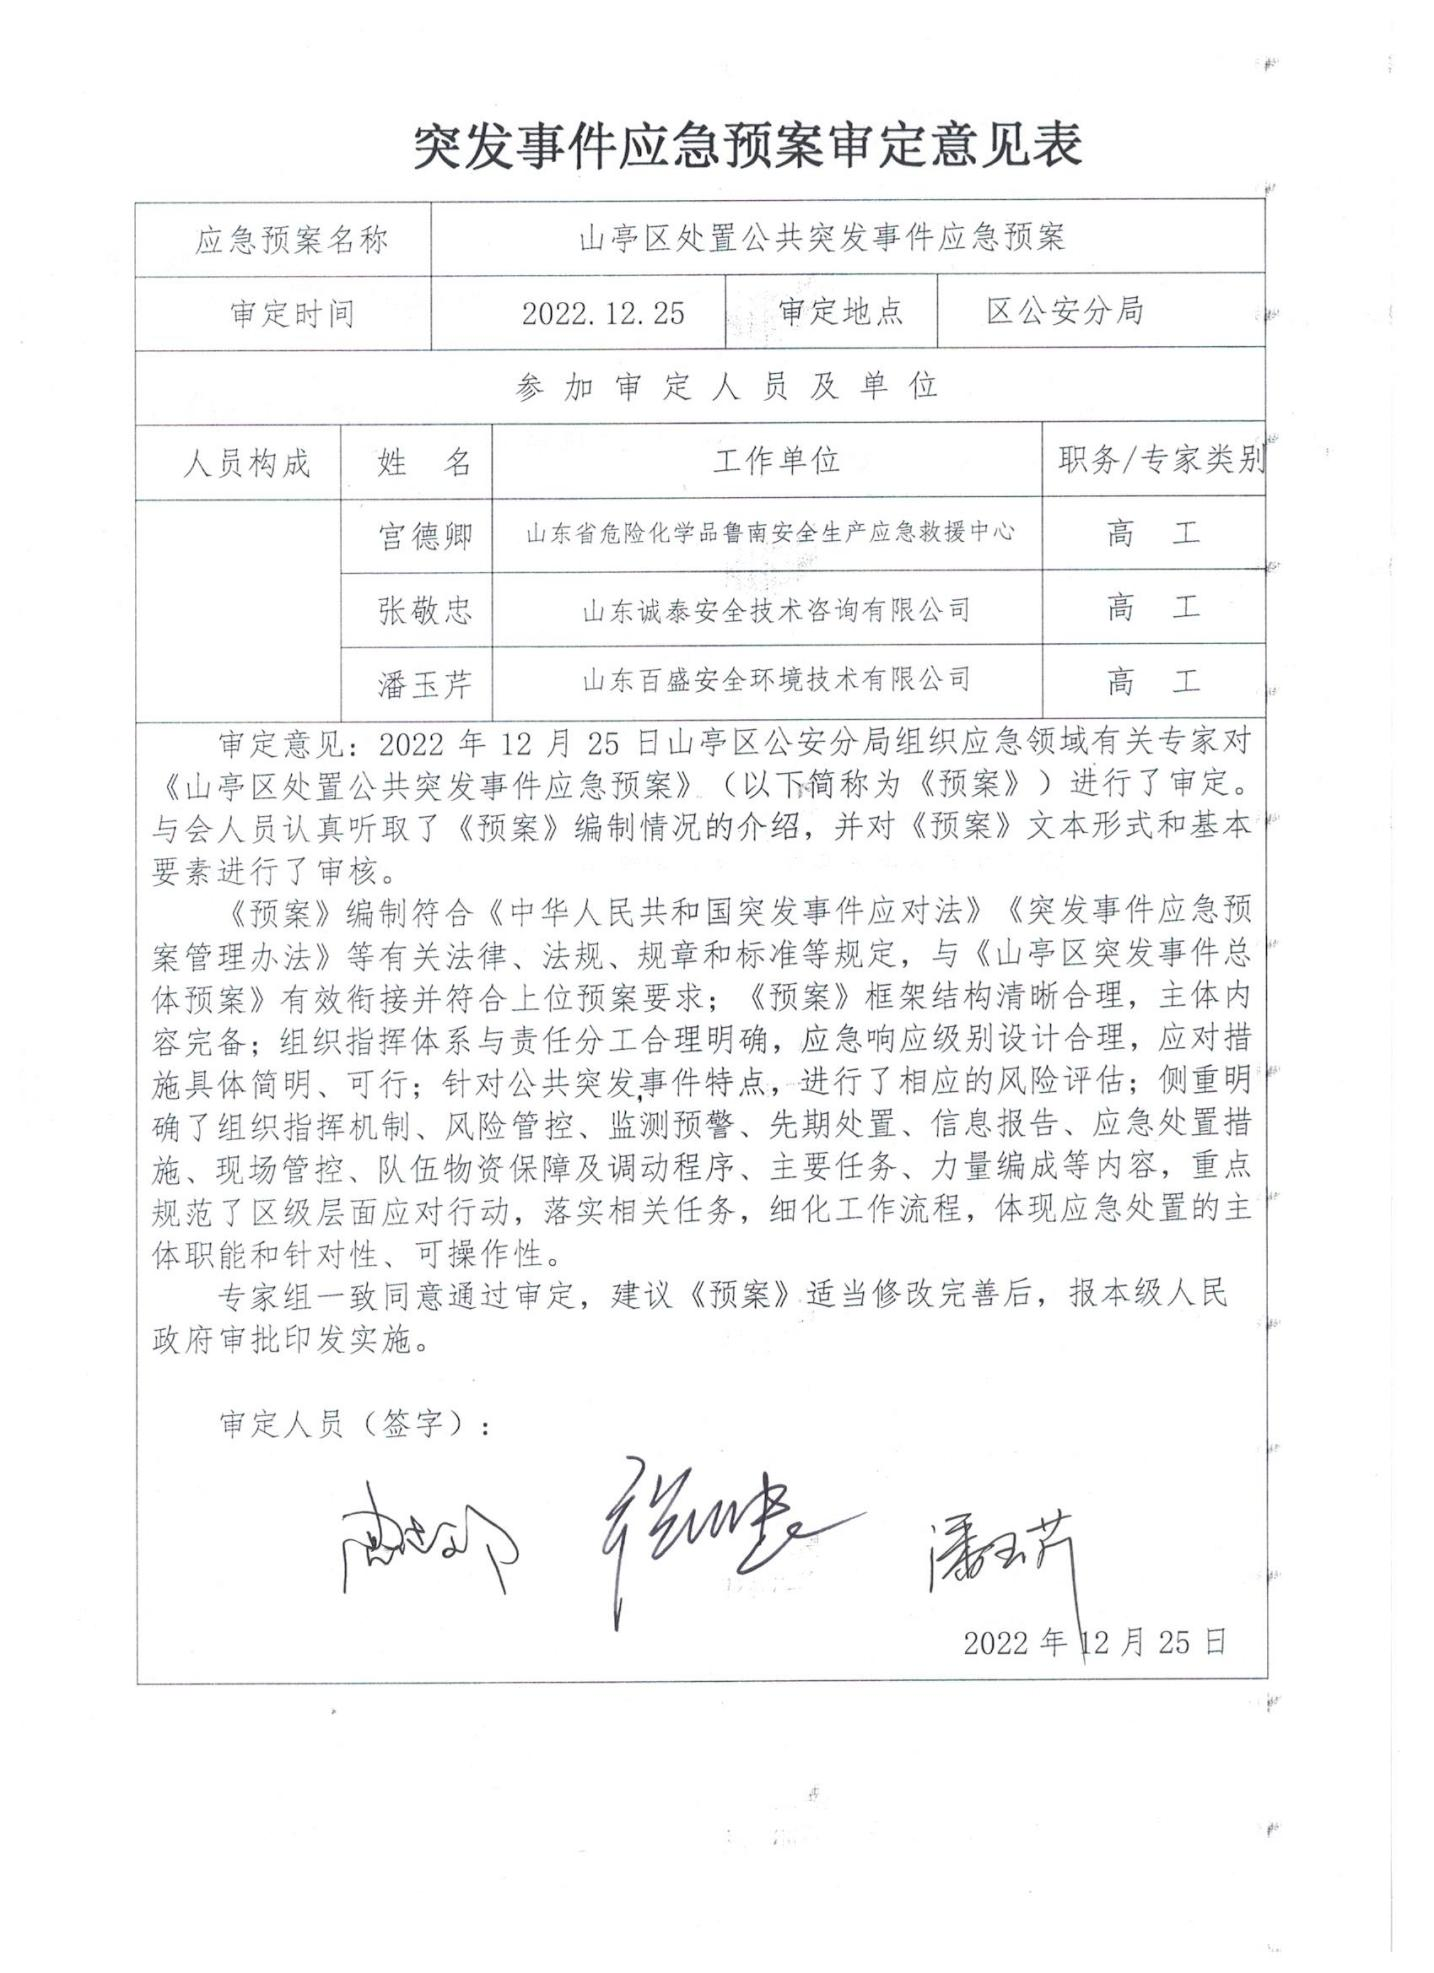 突发事件应急预案审定意见表
应急预案名称 山亭区处置公共突发事件应急预案
审定时间 2022.12.25 审定地点 区公安分局
参加审定人员及单位
人员构成 姓 名 工作单位 职务/专家类别
宫德卿 山东省危险化学品鲁南安全生产应急救援中心 高 工
张敬忠 山东诚泰安全技术咨询有限公司 高 工
潘玉芹 山东百盛安全环境技术有限公司 高 工
审定意见：2022 年 12 月 25 日山亭区公安分局组织应急领域有关专家对
《山亭区处置公共突发事件应急预案》（以下简称为《预案》）进行了审定。
与会人员认真听取了《预案》编制情况的介绍，并对《预案》文本形式和基本
要素进行了审核。
《预案》编制符合《中华人民共和国突发事件应对法》《突发事件应急预
案管理办法》等有关法律、法规、规章和标准等规定，与《山亭区突发事件总
体预案》有效衔接并符合上位预案要求；《预案》框架结构清晰合理，主体内
容完备；组织指挥体系与责任分工合理明确，应急响应级别设计合理，应对措
施具体简明、可行；针对公共突发事件特点，进行了相应的风险评估；侧重明
确了组织指挥机制、风险管控、监测预警、先期处置、信息报告、应急处置措
施、现场管控、队伍物资保障及调动程序、主要任务、力量编成等内容，重点
规范了区级层面应对行动，落实相关任务，细化工作流程，体现应急处置的主
体职能和针对性、可操作性。
专家组一致同意通过审定，建议《预案》适当修改完善后，报本级人民
政府审批印发实施。
审定人员（签字）：
潘玉芹
2022 年 12 月 25 日